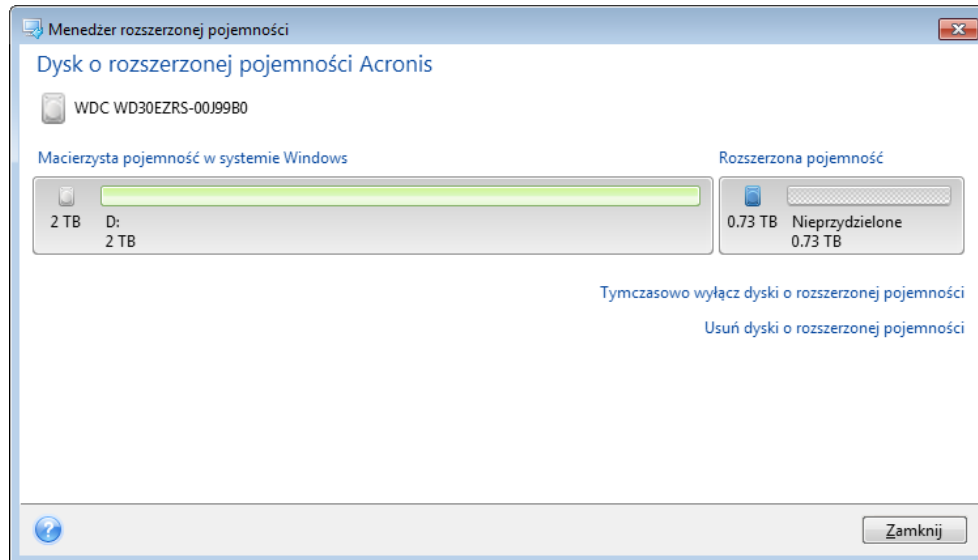 Menedżer rozszerzonej pojemności
Dysk o rozszerzonej pojemności Acronis
WDC WD30EZRS-00J99B0
Macierzysta pojemność w systemie Windows
Rozszerzona pojemność
2 TB
D:
2 TB
0.73 TB
Nieprzydzielone
0.73 TB
Tymczasowo wyłącz dyski o rozszerzonej pojemności
Usuń dyski o rozszerzonej pojemności
?
Zamknij